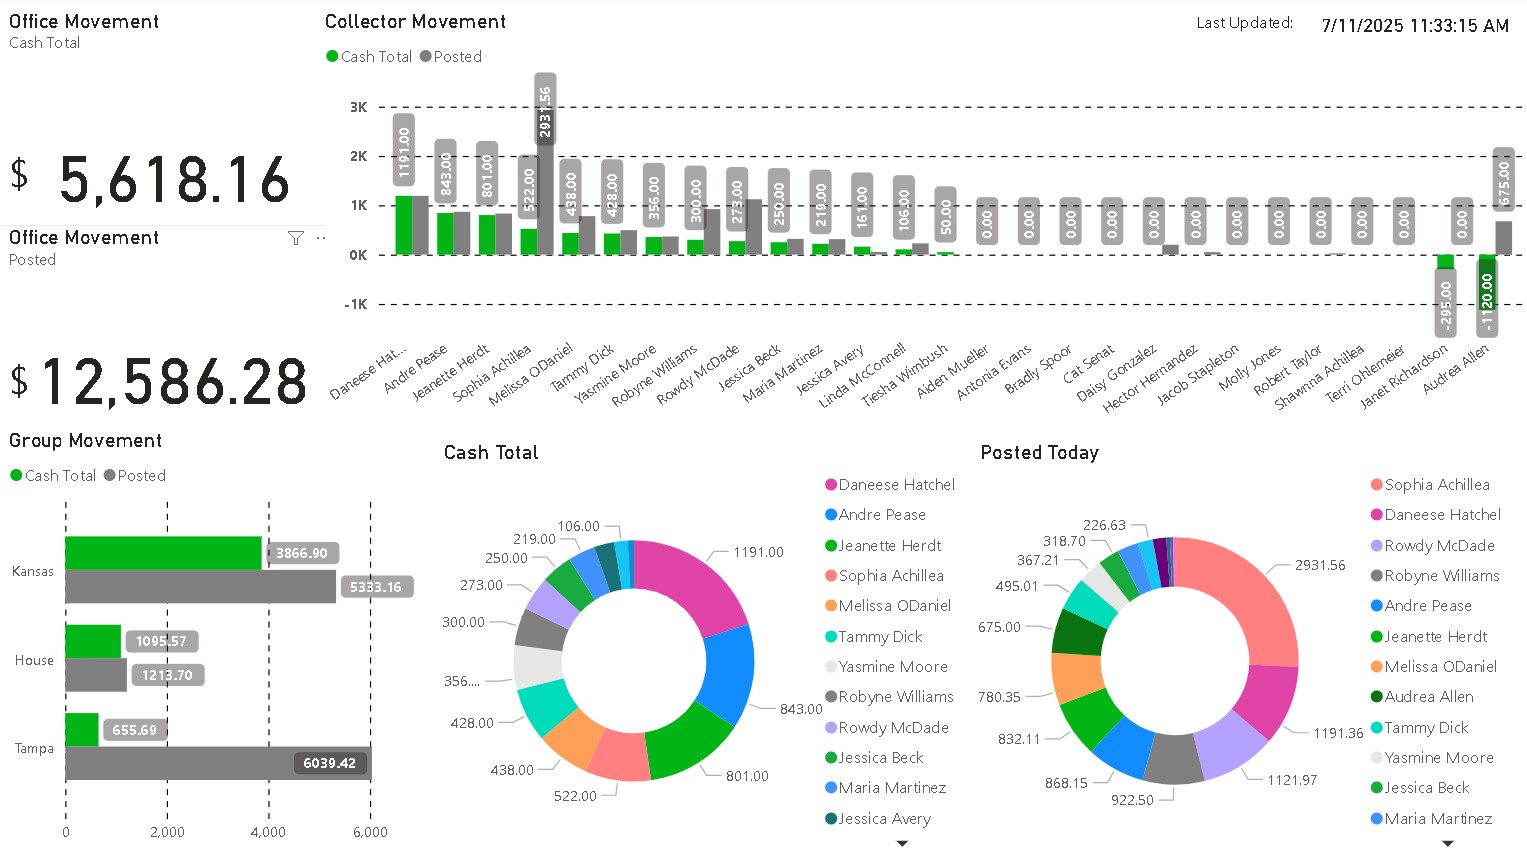 Office Movement
Cash Total
$ 5,618.16
Office Movement
Posted
$ 12,586.28
Collector Movement
Cash Total Posted
Last Updated: 7/11/2025 11:33:15 AM
3K
2K
1K
0K
-1K
1191.00
843.00
801.00
522.00
2931.56
438.00
428.00
356.00
300.00
273.00
250.00
219.00
161.00
106.00
50.00
0.00
0.00
0.00
0.00
0.00
0.00
0.00
0.00
0.00
0.00
0.00
0.00
-295.00
-1120.00
675.00
Daneese Hat...
Andre Pease
Jeanette Herdt
Sophia Achillea
Melissa ODaniel
Tammy Dick
Yasmine Moore
Robyne Williams
Rowdy McDade
Jessica Beck
Maria Martinez
Jessica Avery
Linda McConnell
Tiesha Wimbush
Aiden Mueller
Antonia Evans
Bradly Spoor
Cat Senat
Daisy Gonzalez
Hector Hernandez
Jacob Stapleton
Molly Jones
Robert Taylor
Shawnna Achillea
Terri Ohlemeier
Janet Richardson
Audrea Allen
Group Movement
Cash Total Posted
Kansas
3866.90
5333.16
House
1095.57
1213.70
Tampa
655.69
6039.42
0 2,000 4,000 6,000
Cash Total
106.00
219.00
250.00
273.00
300.00
356....
428.00
438.00
522.00
801.00
843.00
1191.00
Daneese Hatchel
Andre Pease
Jeanette Herdt
Sophia Achillea
Melissa ODaniel
Tammy Dick
Yasmine Moore
Robyne Williams
Rowdy McDade
Jessica Beck
Maria Martinez
Jessica Avery
Posted Today
226.63
318.70
367.21
495.01
675.00
780.35
832.11
868.15
922.50
1121.97
1191.36
2931.56
Sophia Achillea
Daneese Hatchel
Rowdy McDade
Robyne Williams
Andre Pease
Jeanette Herdt
Melissa ODaniel
Audrea Allen
Tammy Dick
Yasmine Moore
Jessica Beck
Maria Martinez